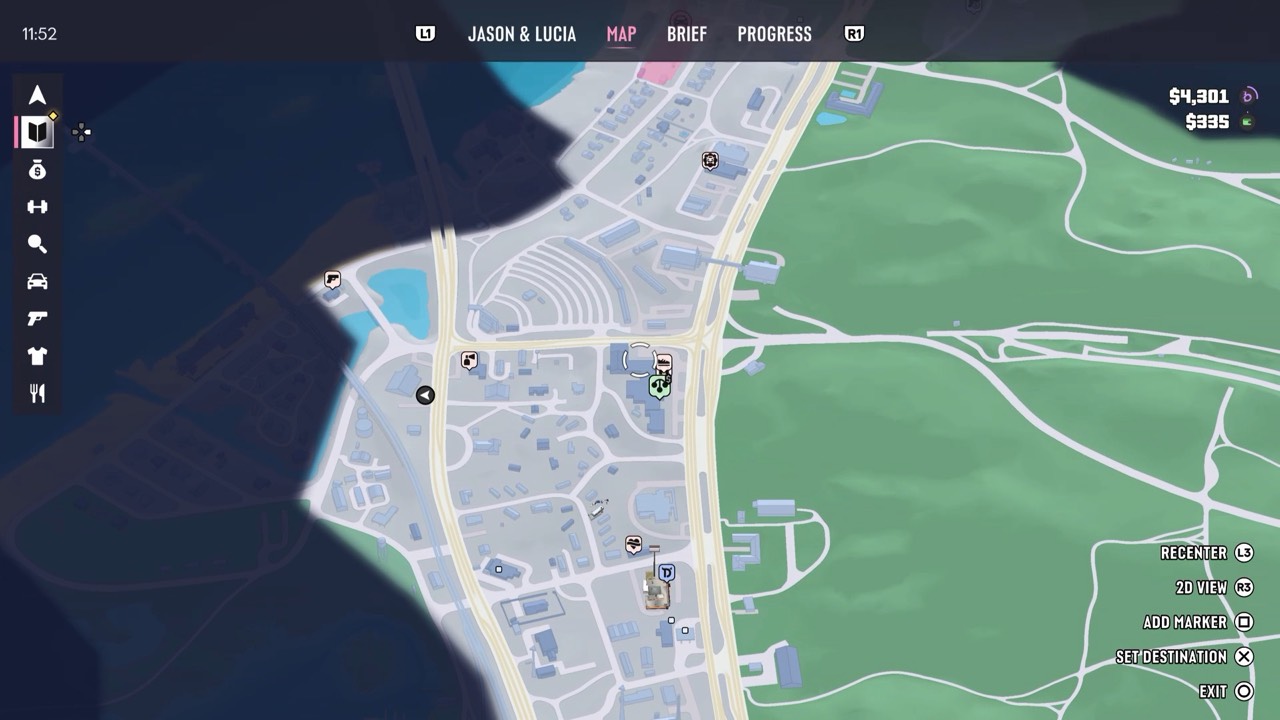 11:52
L1 JASON & LUCIA MAP BRIEF PROGRESS R1
$4,301
$335
RECENTER L3
2D VIEW R3
ADD MARKER
SET DESTINATION
EXIT